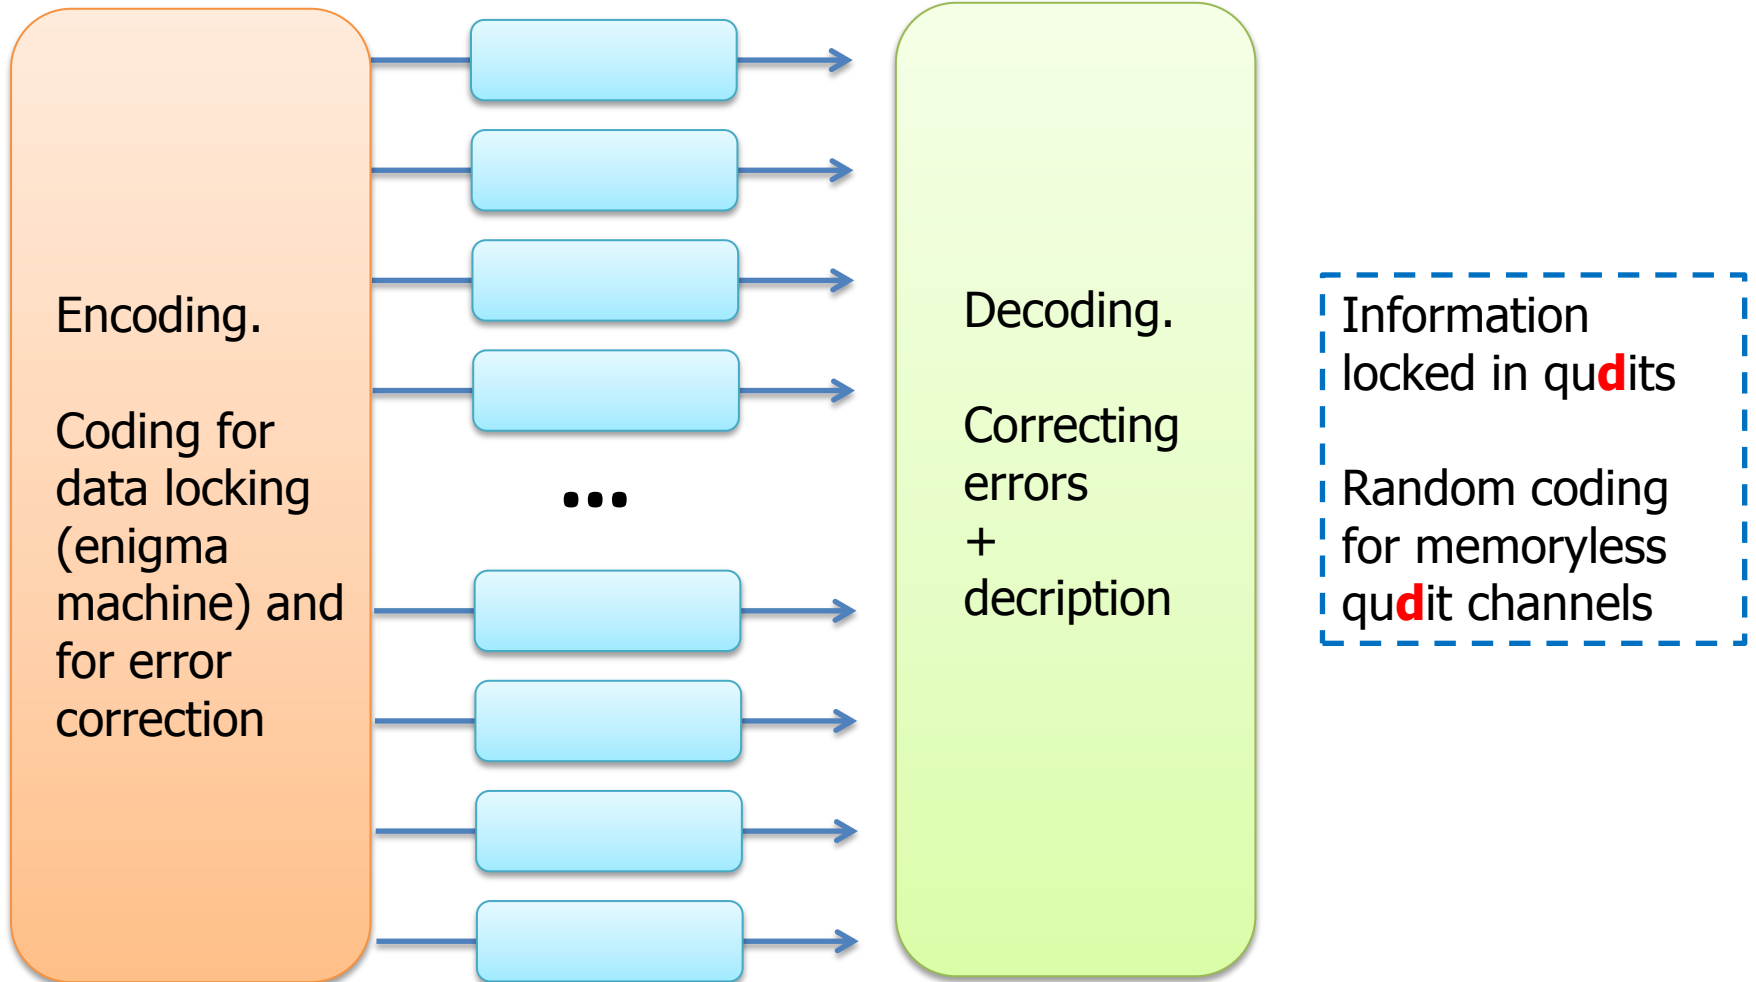 Encoding.
Coding for
data locking
(enigma
machine) and
for error
correction
...
Decoding.
Correcting
errors
+
decription
Information
locked in qudits
Random coding
for memoryless
qudit channels